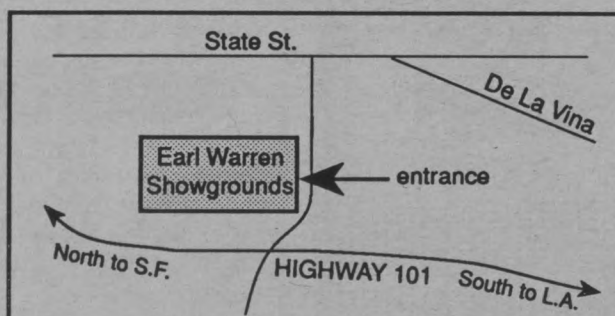 State St.
De La Vina
Earl Warren
Showgrounds
entrance
North to S.F.
HIGHWAY 101
South to L.A.